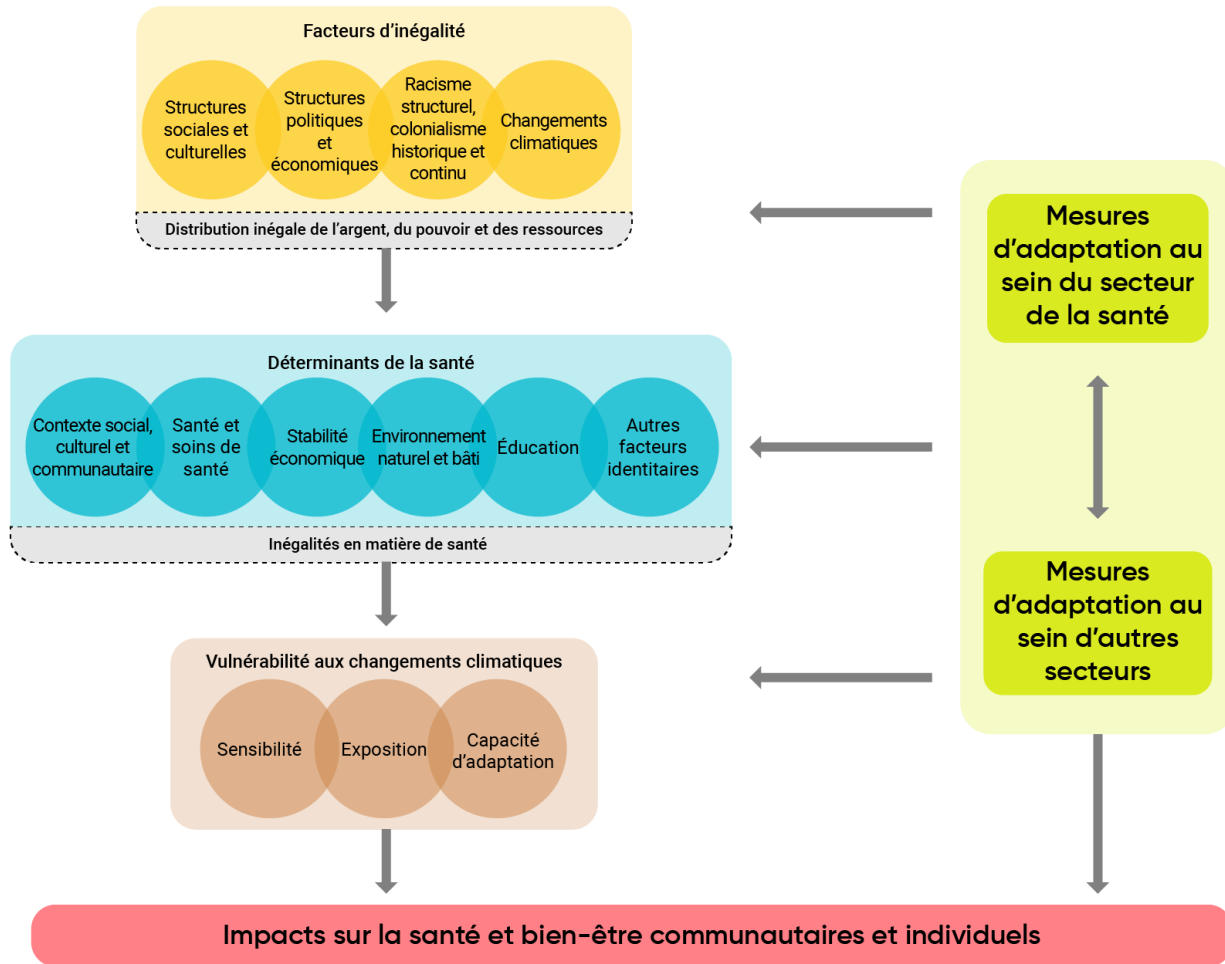 Facteurs d’inégalité
Structures
sociales et
culturelles
Structures
politiques
et
économiques
Racisme
structurel,
colonialisme
historique et
continu
Changements
climatiques
Distribution inégale de l’argent, du pouvoir et des ressources
Déterminants de la santé
Contexte social,
culturel et
communautaire
Santé et
soins de
santé
Stabilité
économique
Environnement
naturel et bâti
Éducation
Autres
facteurs
identitaires
Inégalités en matière de santé
Vulnérabilité aux changements climatiques
Sensibilité
Exposition
Capacité
d’adaptation
Mesures
d’adaptation au
sein du secteur
de la santé
Mesures
d’adaptation au
sein d’autres
secteurs
Impacts sur la santé et bien-être communautaires et individuels